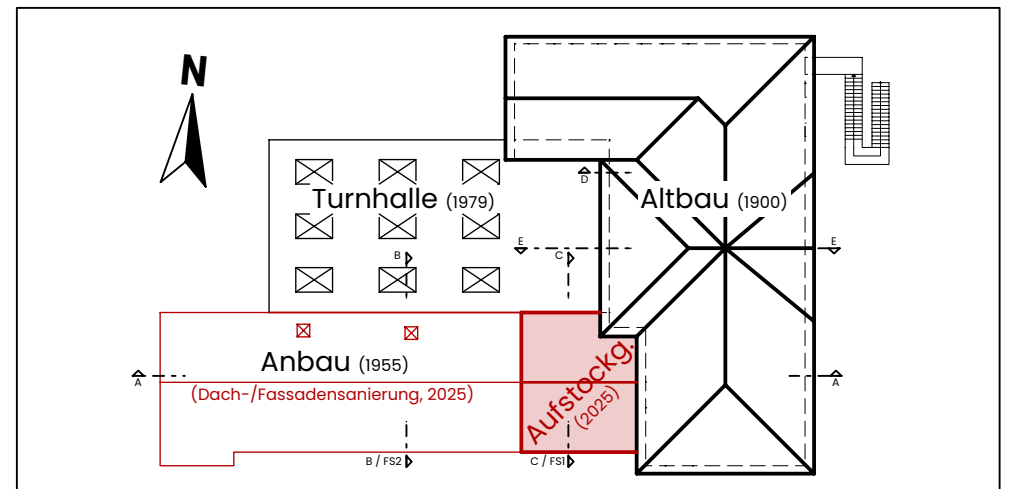 N
D
Turnhalle (1979)
Altbau (1900)
E
E
B
C
Anbau (1955)
(Dach-/Fassadensanierung, 2025)
Aufstockg.
(2025)
A
A
B / FS2
C / FS1